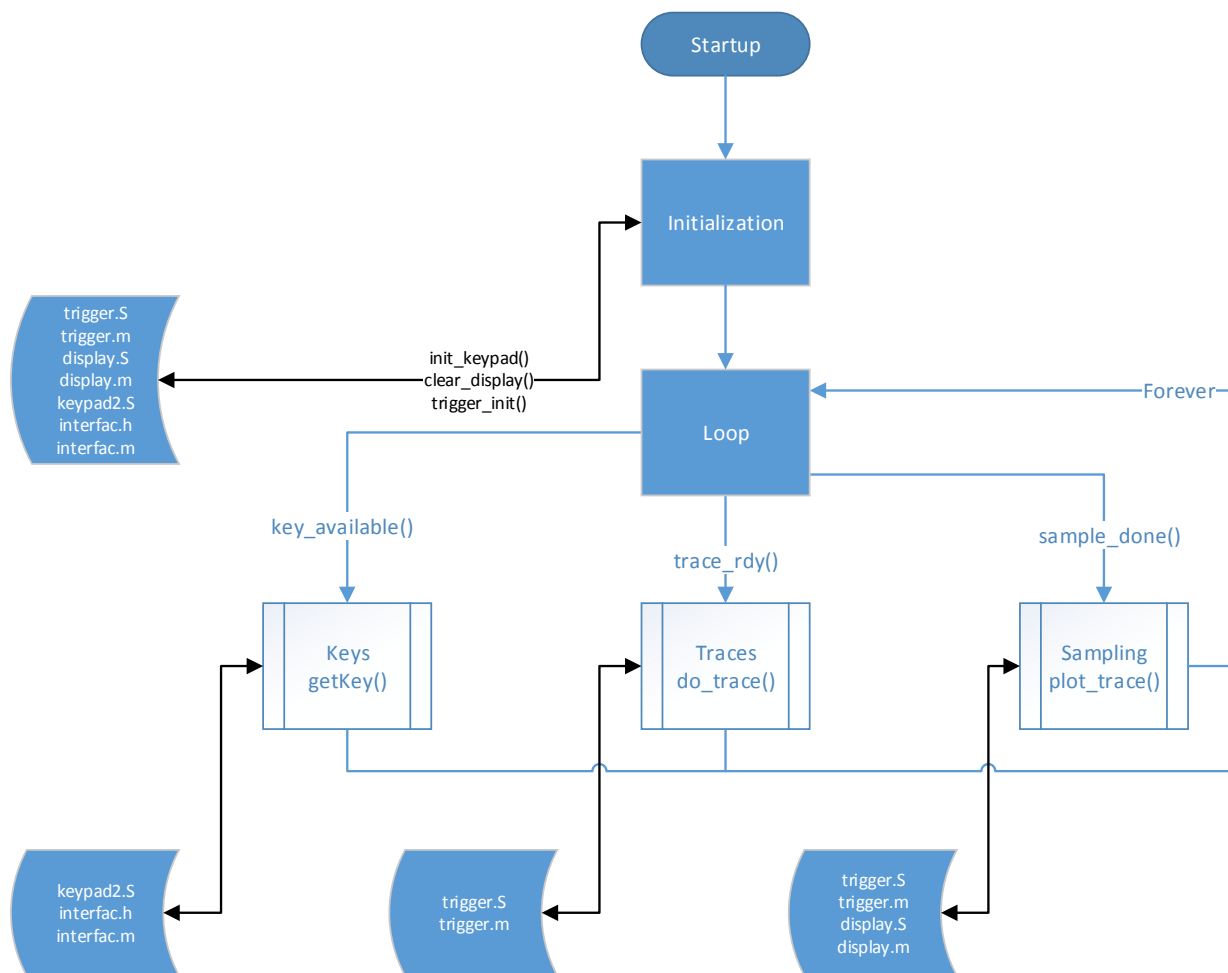 Startup
Initialization
trigger.S
trigger.m
display.S
display.m
keypad2.S
interfac.h
interfac.m
init_keypad()
clear_display()
trigger_init()
Forever
Loop
key_available()
trace_rdy()
sample_done()
Keys
getKey()
Traces
do_trace()
Sampling
plot_trace()
keypad2.S
interfac.h
interfac.m
trigger.S
trigger.m
trigger.S
trigger.m
display.S
display.m